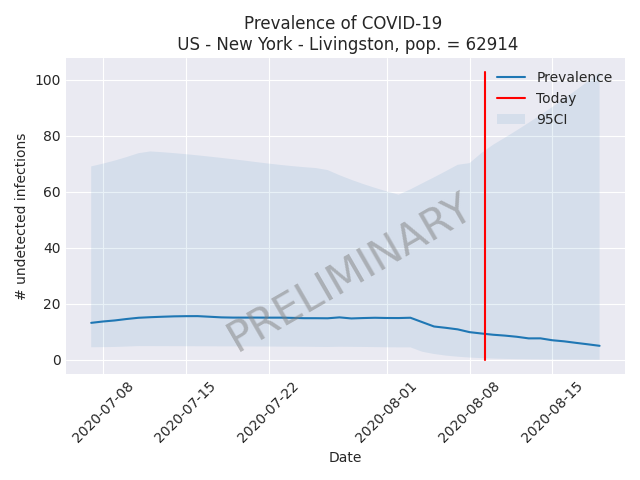 Prevalence of COVID-19
US - New York - Livingston, pop. = 62914
Prevalence
Today
95CI
# undetected infections
100
80
60
40
20
0
PRELIMINARY
2020-07-08
2020-07-15
2020-07-22
2020-08-01
2020-08-08
2020-08-15
Date